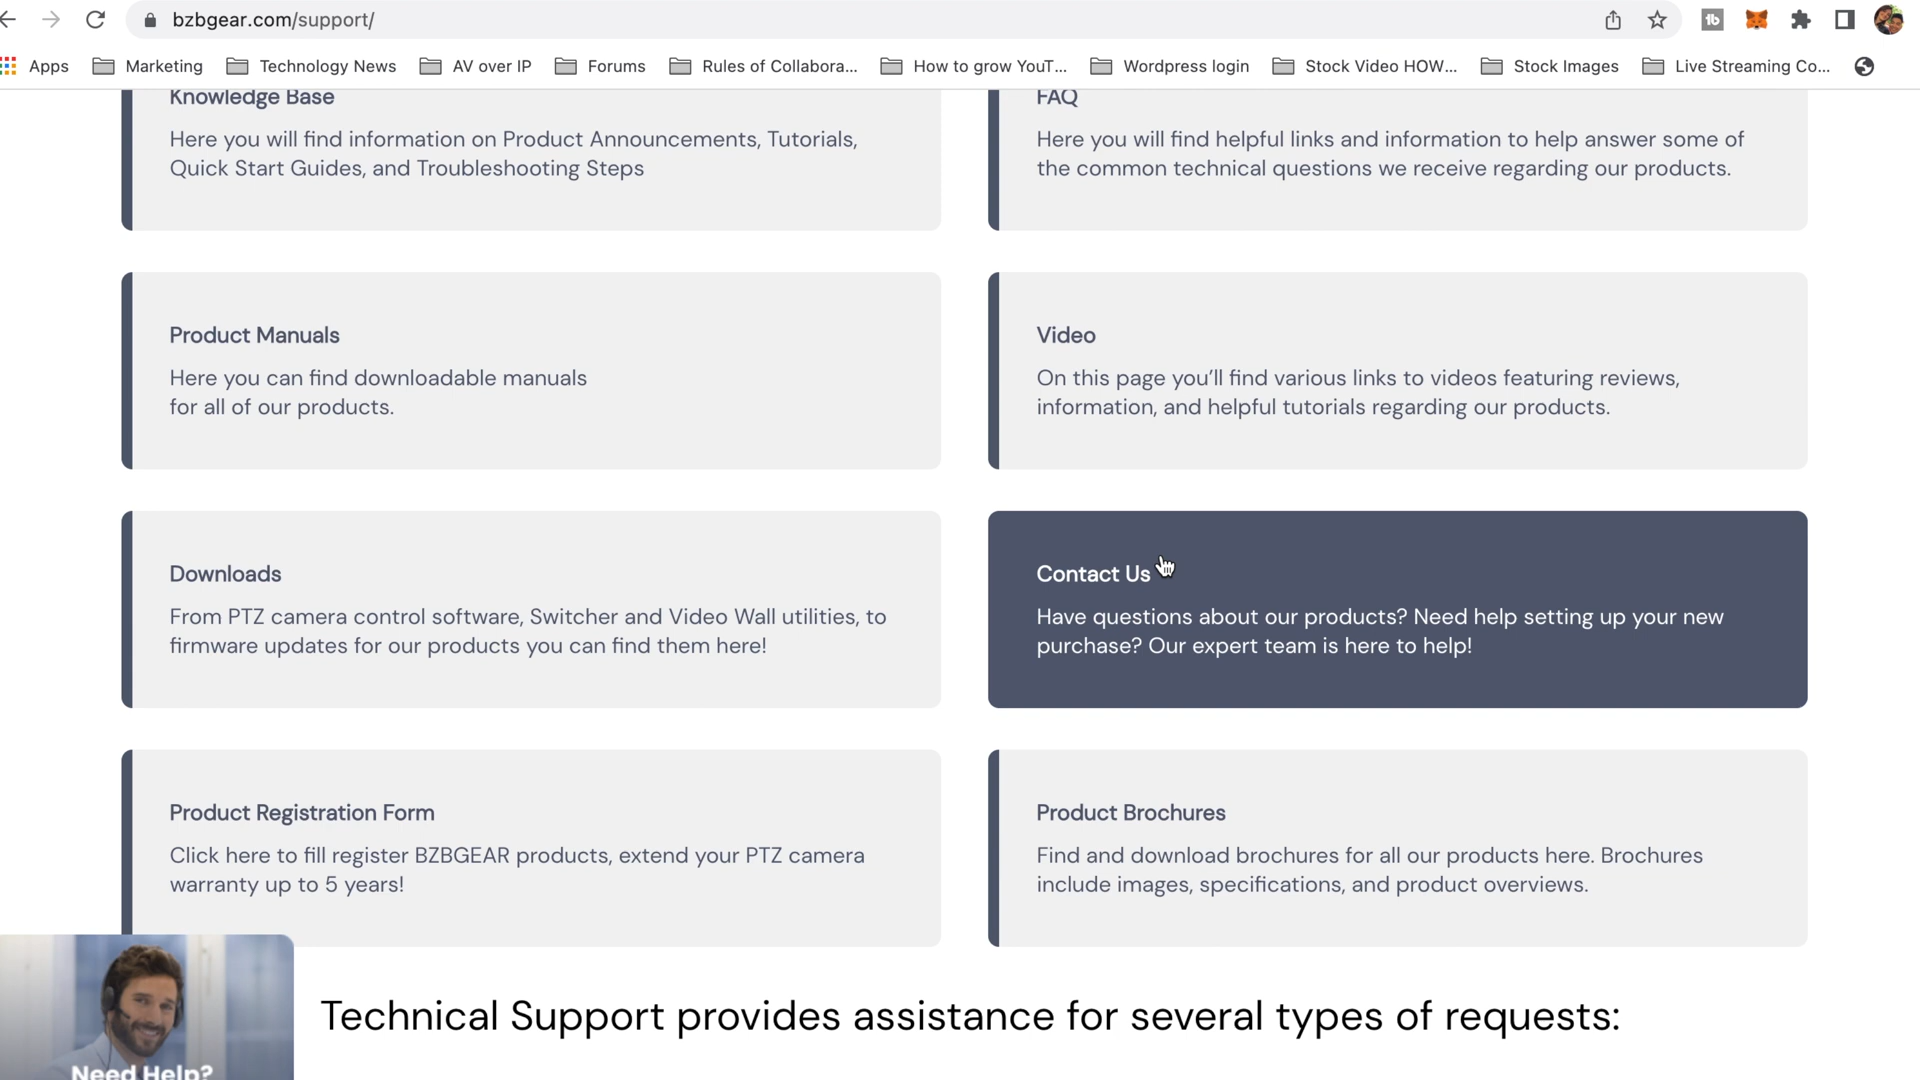 bzbgear.com/support/
Apps
Marketing
Technology News
AV over IP
Forums
Rules of Collabora...
How to grow YouT...
Wordpress login
Stock Video HOW...
Stock Images
Live Streaming Co...
Knowledge Base
Here you will find information on Product Announcements, Tutorials,
Quick Start Guides, and Troubleshooting Steps
FAQ
Here you will find helpful links and information to help answer some of
the common technical questions we receive regarding our products.
Product Manuals
Here you can find downloadable manuals
for all of our products.
Video
On this page you’ll find various links to videos featuring reviews,
information, and helpful tutorials regarding our products.
Downloads
From PTZ camera control software, Switcher and Video Wall utilities, to
firmware updates for our products you can find them here!
Contact Us
Have questions about our products? Need help setting up your new
purchase? Our expert team is here to help!
Product Registration Form
Click here to fill register BZBGEAR products, extend your PTZ camera
warranty up to 5 years!
Product Brochures
Find and download brochures for all our products here. Brochures
include images, specifications, and product overviews.
Need Help?
Technical Support provides assistance for several types of requests: